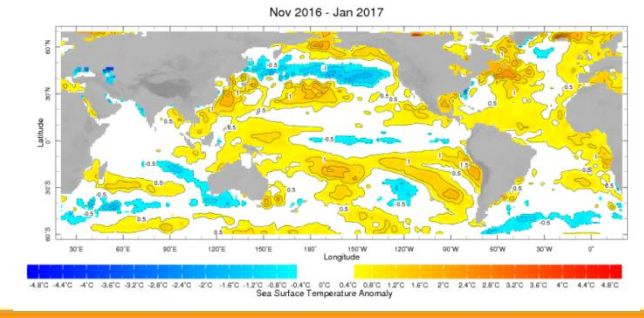 Nov 2016 - Jan 2017
60°N
30°N
0°
30°S
60°S
Latitude
30°E 60°E 90°E 120°E 150°E 180° 150°W 120°W 90°W 60°W 30°W 0°
Longitude
-4.8°C -4.4°C -4°C -3.6°C -3.2°C -2.8°C -2.4°C -2°C -1.6°C -1.2°C -0.8°C -0.4°C 0°C 0.4°C 0.8°C 1.2°C 1.6°C 2°C 2.4°C 2.8°C 3.2°C 3.6°C 4°C 4.4°C 4.8°C
Sea Surface Temperature Anomaly